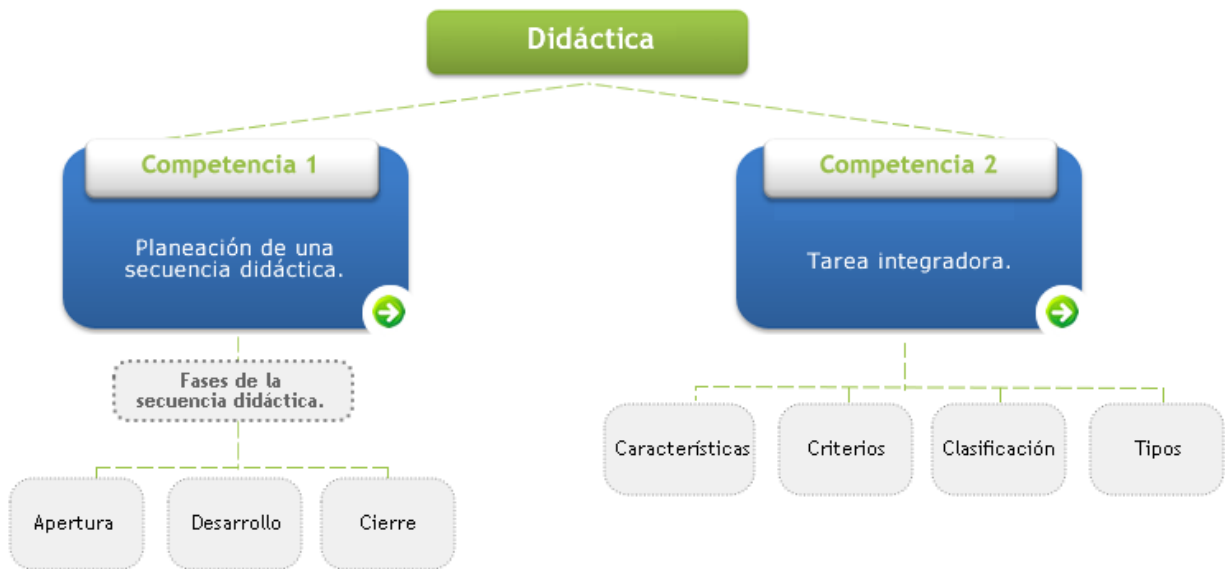 Didáctica
Competencia 1
Planeación de una
secuencia didáctica.
Competencia 2
Tarea integradora.
Fases de la
secuencia didáctica.
Apertura
Desarrollo
Cierre
Características
Criterios
Clasificación
Tipos